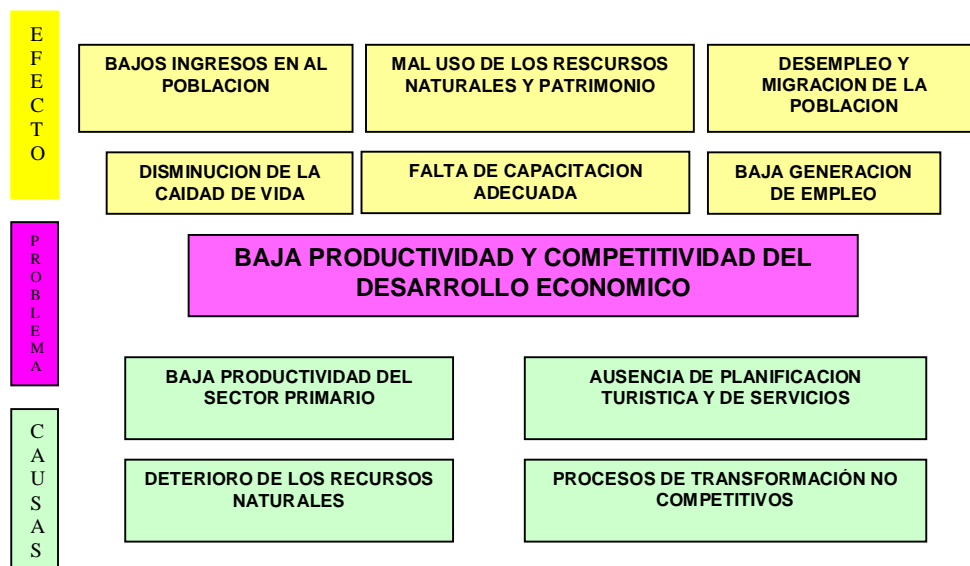 EFECTO
BAJOS INGRESOS EN AL
POBLACION
MAL USO DE LOS RESCURSOS
NATURALES Y PATRIMONIO
DESEMPLEO Y
MIGRACION DE LA
POBLACION
DISMINUCION DE LA
CAIDAD DE VIDA
FALTA DE CAPACITACION
ADECUADA
BAJA GENERACION
DE EMPLEO
PROBLEMA
BAJA PRODUCTIVIDAD Y COMPETITIVIDAD DEL
DESARROLLO ECONOMICO
CAUSAS
BAJA PRODUCTIVIDAD DEL
SECTOR PRIMARIO
AUSENCIA DE PLANIFICACION
TURISTICA Y DE SERVICIOS
DETERIORO DE LOS RECURSOS
NATURALES
PROCESOS DE TRANSFORMACIÓN NO
COMPETITIVOS